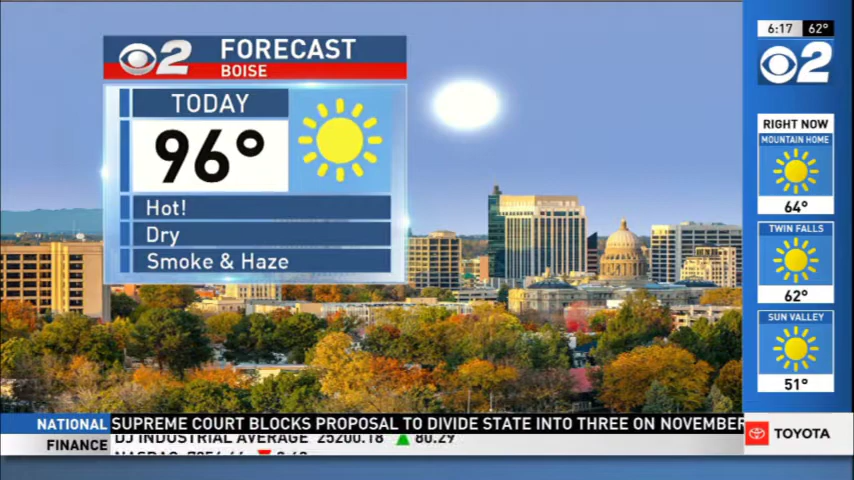 2 FORECAST
BOISE
TODAY
96°
Hot!
Dry
Smoke & Haze
6:17 62°
2
RIGHT NOW
MOUNTAIN HOME
64°
TWIN FALLS
62°
SUN VALLEY
51°
NATIONAL SUPREME COURT BLOCKS PROPOSAL TO DIVIDE STATE INTO THREE ON NOVEMBER
FINANCE DJ INDUSTRIAL AVERAGE 25200.18 80.29
NASDAQ
TOYOTA